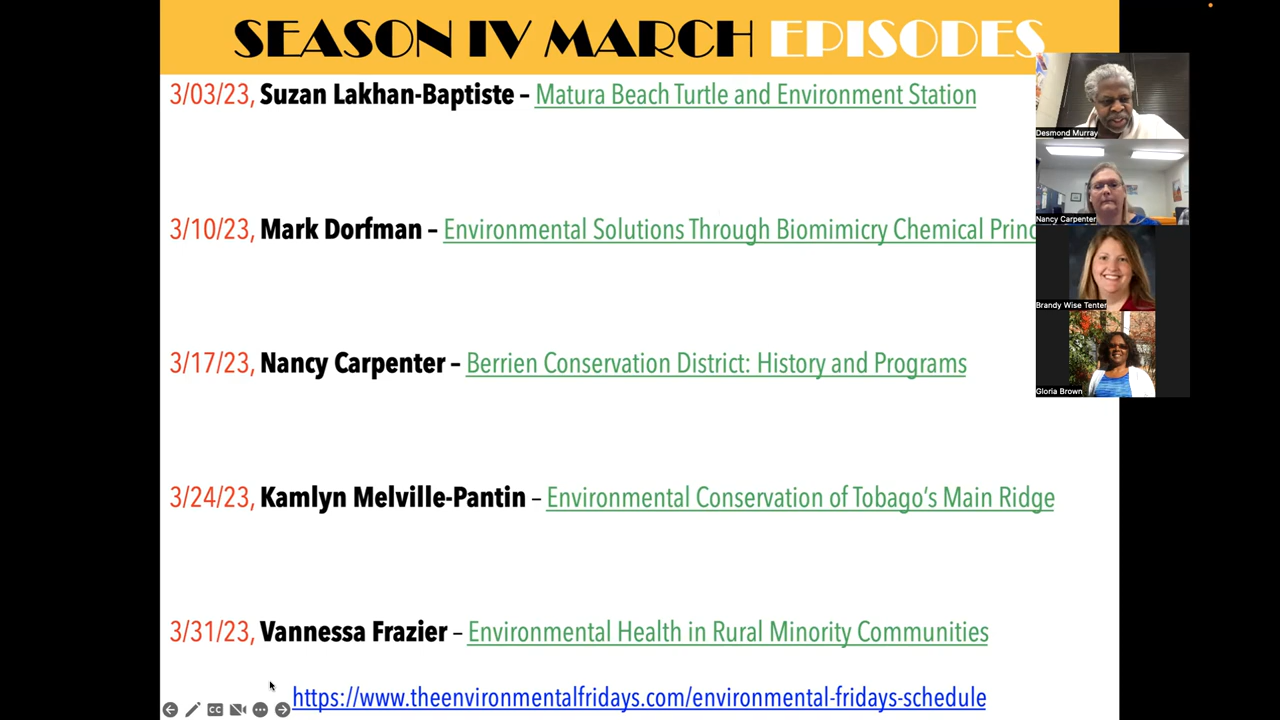 SEASON IV MARCH EPISODES
3/03/23, Suzan Lakhan-Baptiste – Matura Beach Turtle and Environment Station
Desmond Murray
Nancy Carpenter
3/10/23, Mark Dorfman – Environmental Solutions Through Biomimicry Chemical
Brandy Wise Tenter
3/17/23, Nancy Carpenter – Berrien Conservation District: History and Programs
Gloria Brown
3/24/23, Kamlyn Melville-Pantin – Environmental Conservation of Tobago's Main Ridge
3/31/23, Vannessa Frazier – Environmental Health in Rural Minority Communities
CC
https://www.theenvironmentalfridays.com/environmental-fridays-schedule